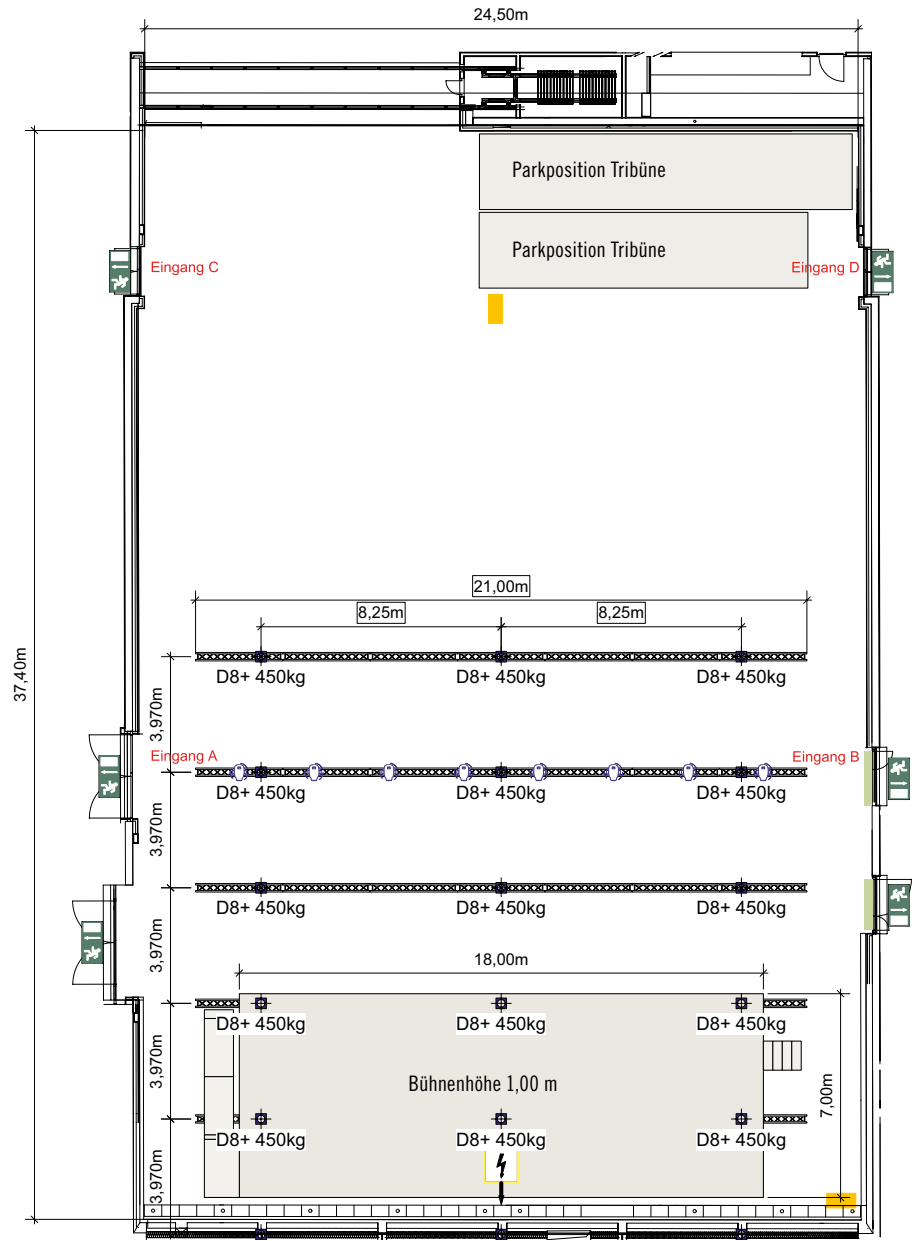 24,50m
Parkposition Tribüne
Parkposition Tribüne
Eingang C
Eingang D
37,40m
21,00m
8,25m
8,25m
D8+ 450kg
D8+ 450kg
D8+ 450kg
3,970m
Eingang A
Eingang B
D8+ 450kg
D8+ 450kg
D8+ 450kg
3,970m
D8+ 450kg
D8+ 450kg
D8+ 450kg
3,970m
18,00m
D8+ 450kg
D8+ 450kg
D8+ 450kg
3,970m
Bühnenhöhe 1,00 m
7,00m
D8+ 450kg
D8+ 450kg
D8+ 450kg
3,970m